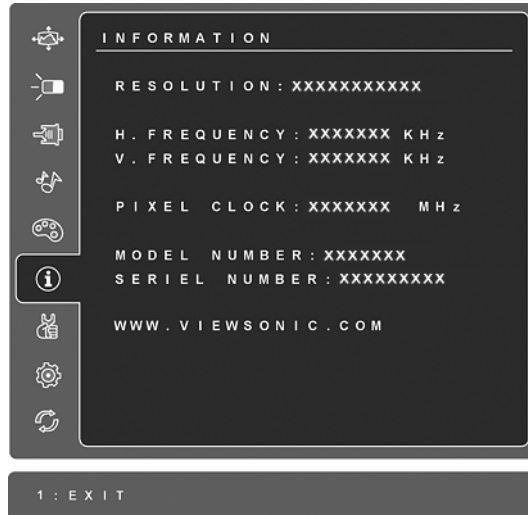 INFORMATION
RESOLUTION: XXXXXXXXXXX
H. FREQUENCY: XXXXXXX KHz
V. FREQUENCY: XXXXXXX KHz
PIXEL CLOCK: XXXXXXX MHz
MODEL NUMBER: XXXXXXX
SERIEL NUMBER: XXXXXXXXX
WWW.VIEWSONIC.COM
1: EXIT